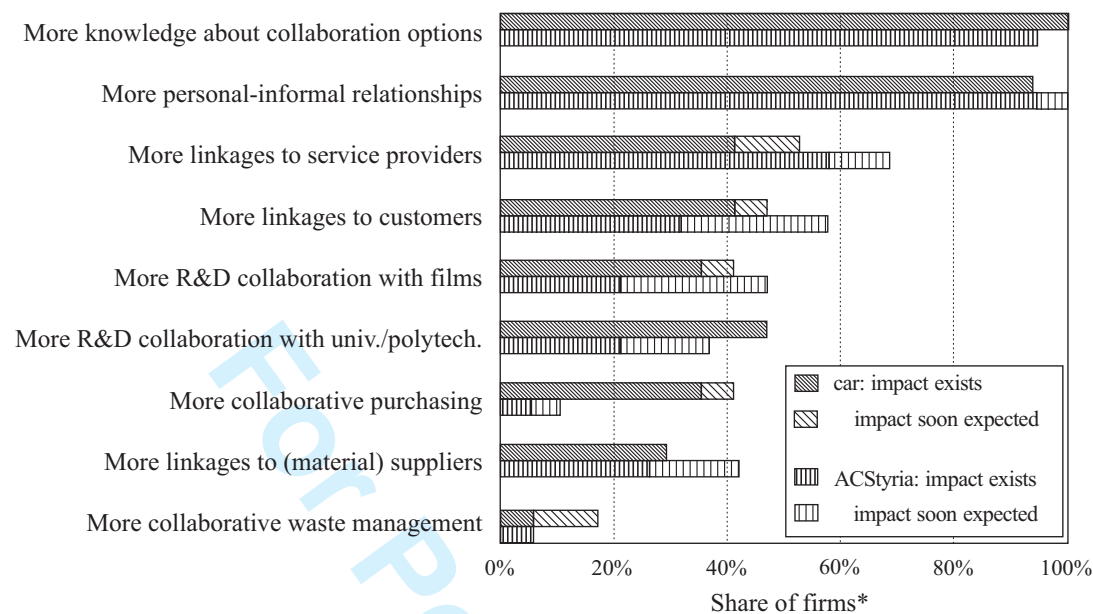 More knowledge about collaboration options
More personal-informal relationships
More linkages to service providers
More linkages to customers
More R&D collaboration with films
More R&D collaboration with univ./polytech.
More collaborative purchasing
More linkages to (material) suppliers
More collaborative waste management
car: impact exists
impact soon expected
ACStyria: impact exists
impact soon expected
0% 20% 40% 60% 80% 100%
Share of firms*
For Pe